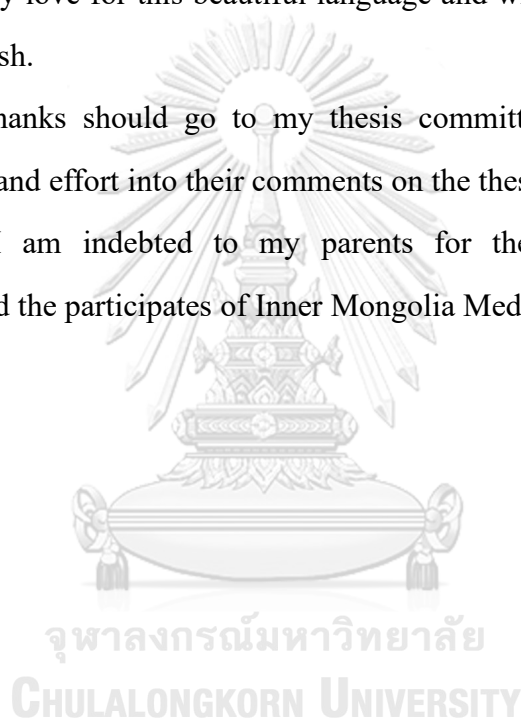 y love for this beautiful language and w
sh.
hanks should go to my thesis committ
and effort into their comments on the thes
I am indebted to my parents for the
d the participates of Inner Mongolia Med
จุฬาลงกรณ์มหาวิทยาลัย
CHULALONGKORN UNIVERSITY